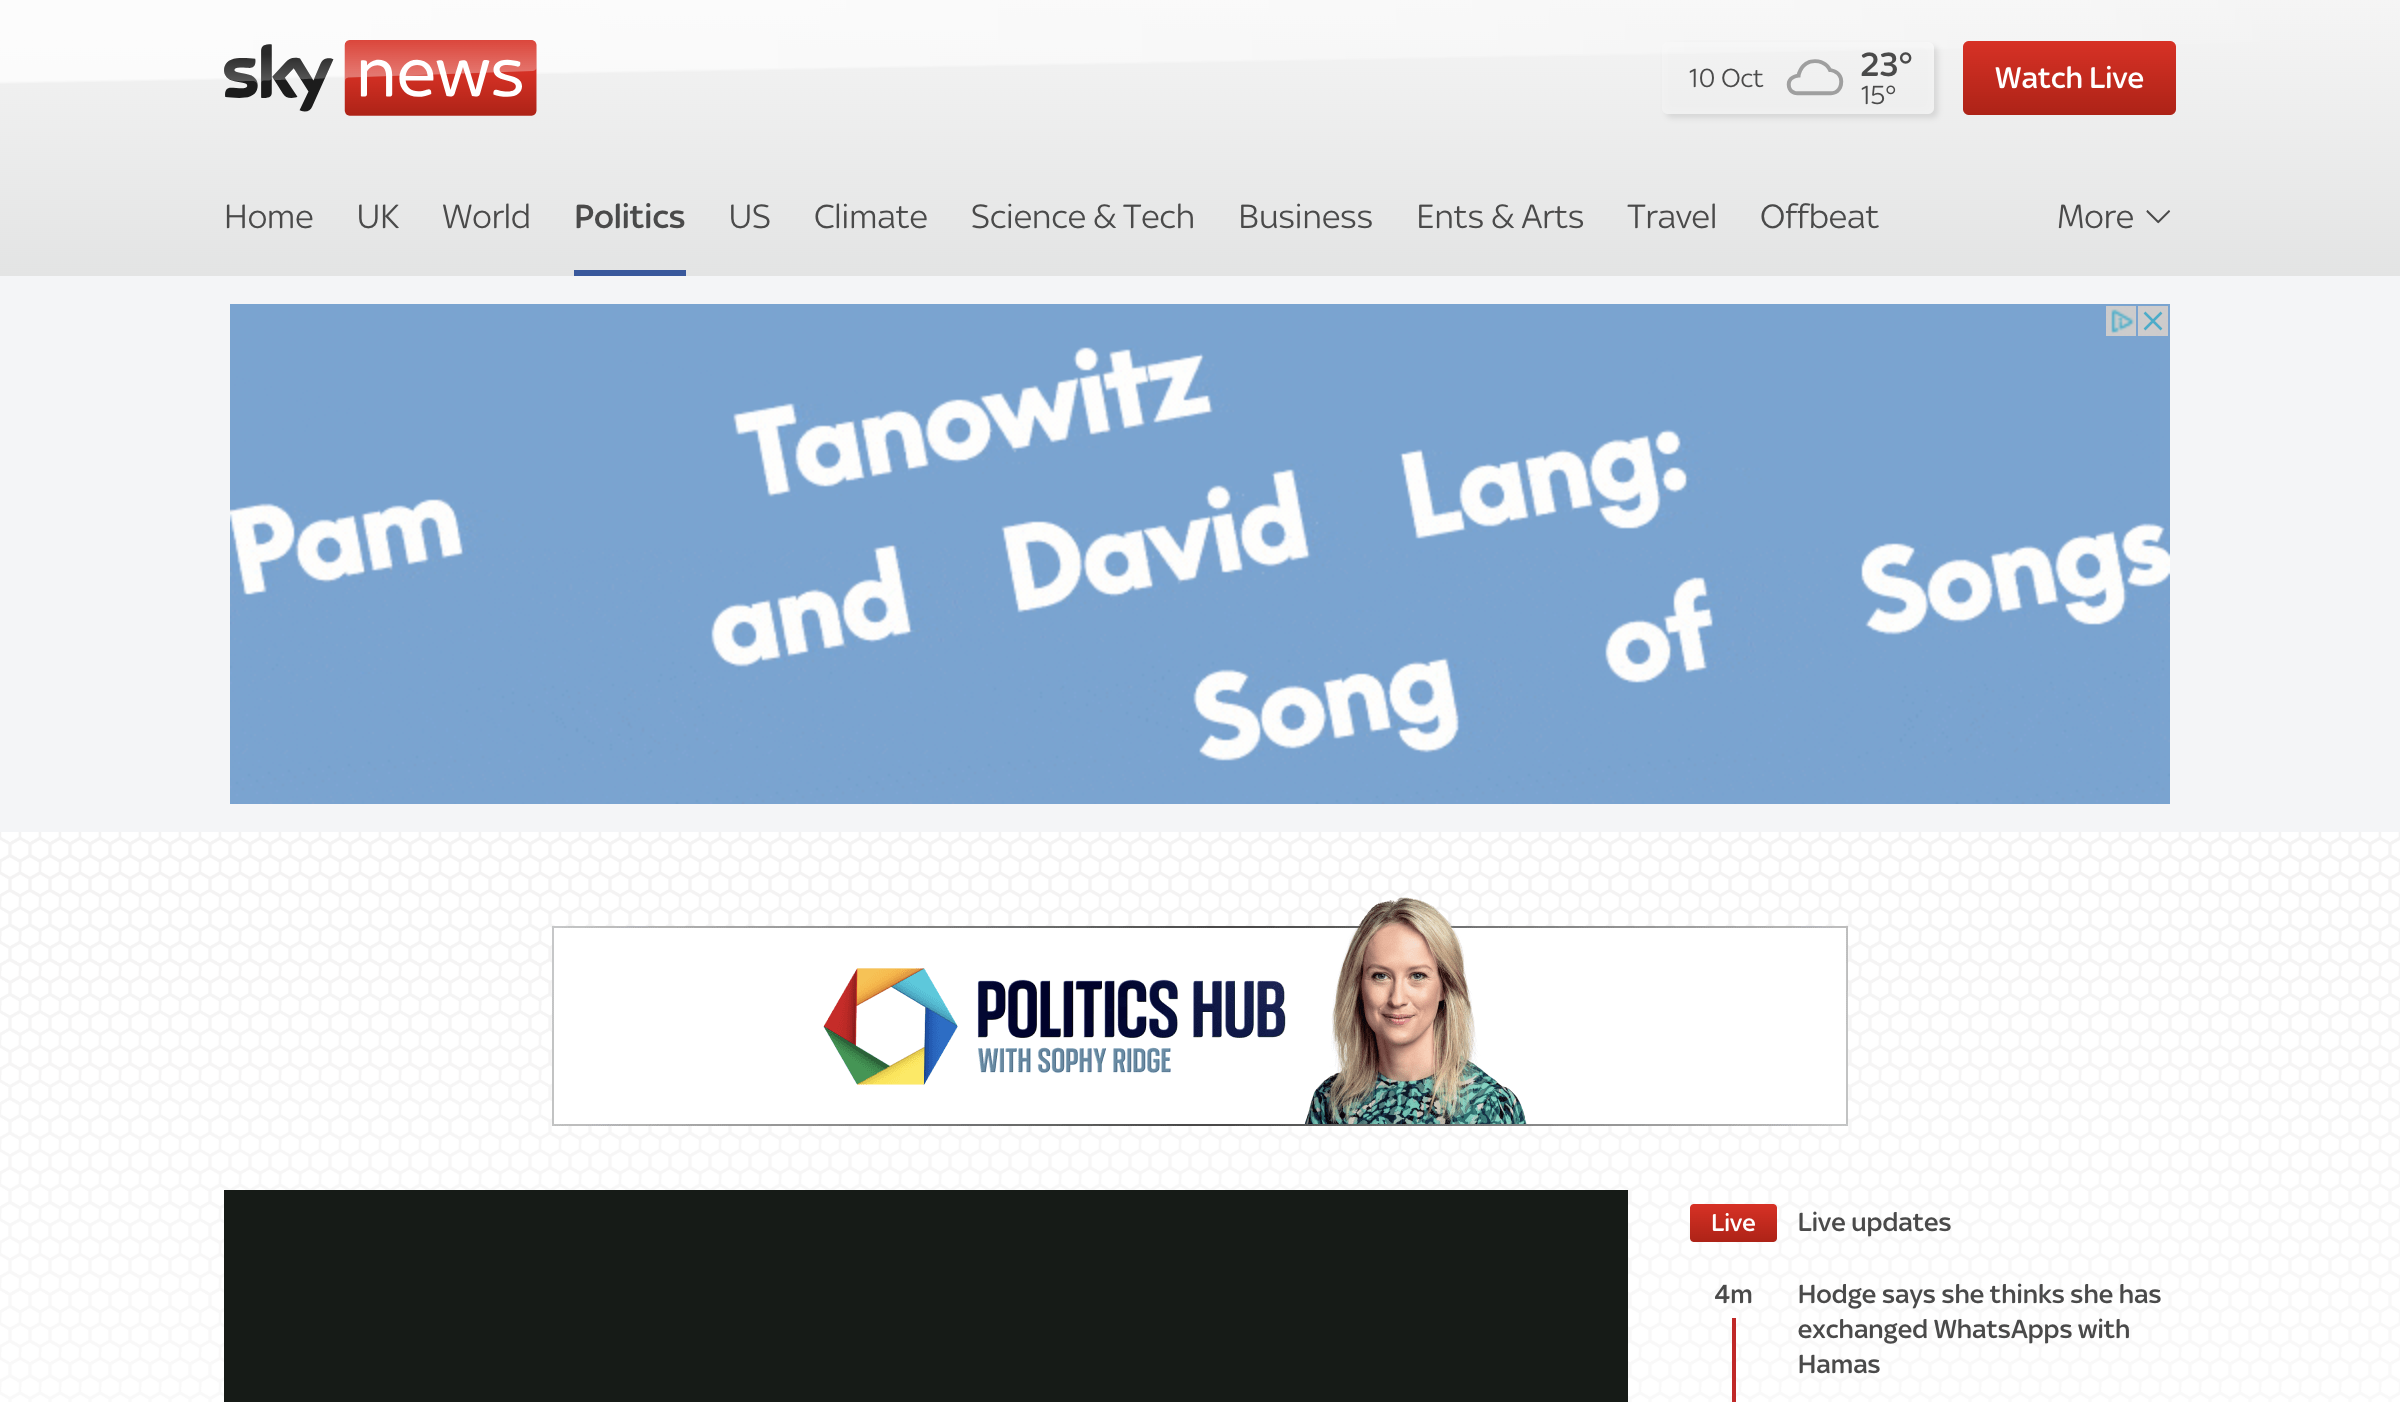 sky news
10 Oct
23°
15°
Watch Live
Home UK World Politics US Climate Science & Tech Business Ents & Arts Travel Offbeat More
Pam Tanowitz
and David Lang:
Song of Songs
POLITICS HUB
WITH SOPHY RIDGE
Live Live updates
4m Hodge says she thinks she has
exchanged WhatsApps with
Hamas